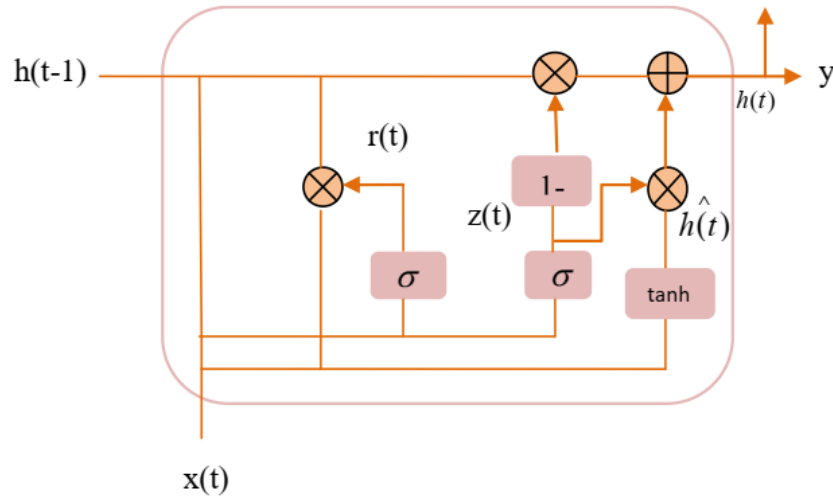 h(t-1)
y
h(t)
r(t)
1-
z(t)
ĥ(t)
σ
σ
tanh
x(t)